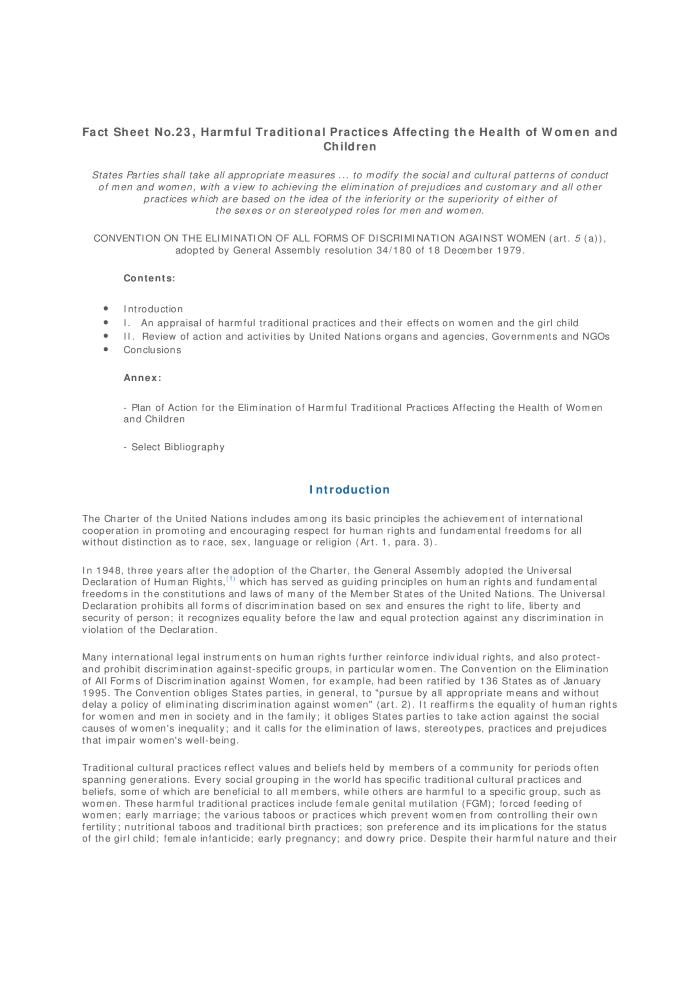 Fact Sheet No.23, Harmful Traditional Practices Affecting the Health of Women and
Children
States Parties shall take all appropriate measures ... to modify the social and cultural patterns of conduct
of men and women, with a view to achieving the elimination of prejudices and customary and all other
practices which are based on the idea of the inferiority or the superiority of either of
the sexes or on stereotyped roles for men and women.
CONVENTION ON THE ELIMINATION OF ALL FORMS OF DISCRIMINATION AGAINST WOMEN (art. 5 (a)),
adopted by General Assembly resolution 34/180 of 18 December 1979.
Contents:
• Introduction
• I. An appraisal of harmful traditional practices and their effects on women and the girl child
• II. Review of action and activities by United Nations organs and agencies, Governments and NGOs
• Conclusions
Annex:
- Plan of Action for the Elimination of Harmful Traditional Practices Affecting the Health of Women
and Children
- Select Bibliography
Introduction
The Charter of the United Nations includes among its basic principles the achievement of international
cooperation in promoting and encouraging respect for human rights and fundamental freedoms for all
without distinction as to race, sex, language or religion (Art. 1, para. 3).
In 1948, three years after the adoption of the Charter, the General Assembly adopted the Universal
Declaration of Human Rights,(1) which has served as guiding principles on human rights and fundamental
freedoms in the constitutions and laws of many of the Member States of the United Nations. The Universal
Declaration prohibits all forms of discrimination based on sex and ensures the right to life, liberty and
security of person; it recognizes equality before the law and equal protection against any discrimination in
violation of the Declaration.
Many international legal instruments on human rights further reinforce individual rights, and also protect-
and prohibit discrimination against-specific groups, in particular women. The Convention on the Elimination
of All Forms of Discrimination against Women, for example, had been ratified by 136 States as of January
1995. The Convention obliges States parties, in general, to "pursue by all appropriate means and without
delay a policy of eliminating discrimination against women" (art. 2). It reaffirms the equality of human rights
for women and men in society and in the family; it obliges States parties to take action against the social
causes of women's inequality; and it calls for the elimination of laws, stereotypes, practices and prejudices
that impair women's well-being.
Traditional cultural practices reflect values and beliefs held by members of a community for periods often
spanning generations. Every social grouping in the world has specific traditional cultural practices and
beliefs, some of which are beneficial to all members, while others are harmful to a specific group, such as
women. These harmful traditional practices include female genital mutilation (FGM); forced feeding of
women; early marriage; the various taboos or practices which prevent women from controlling their own
fertility; nutritional taboos and traditional birth practices; son preference and its implications for the status
of the girl child; female infanticide; early pregnancy; and dowry price. Despite their harmful nature and their